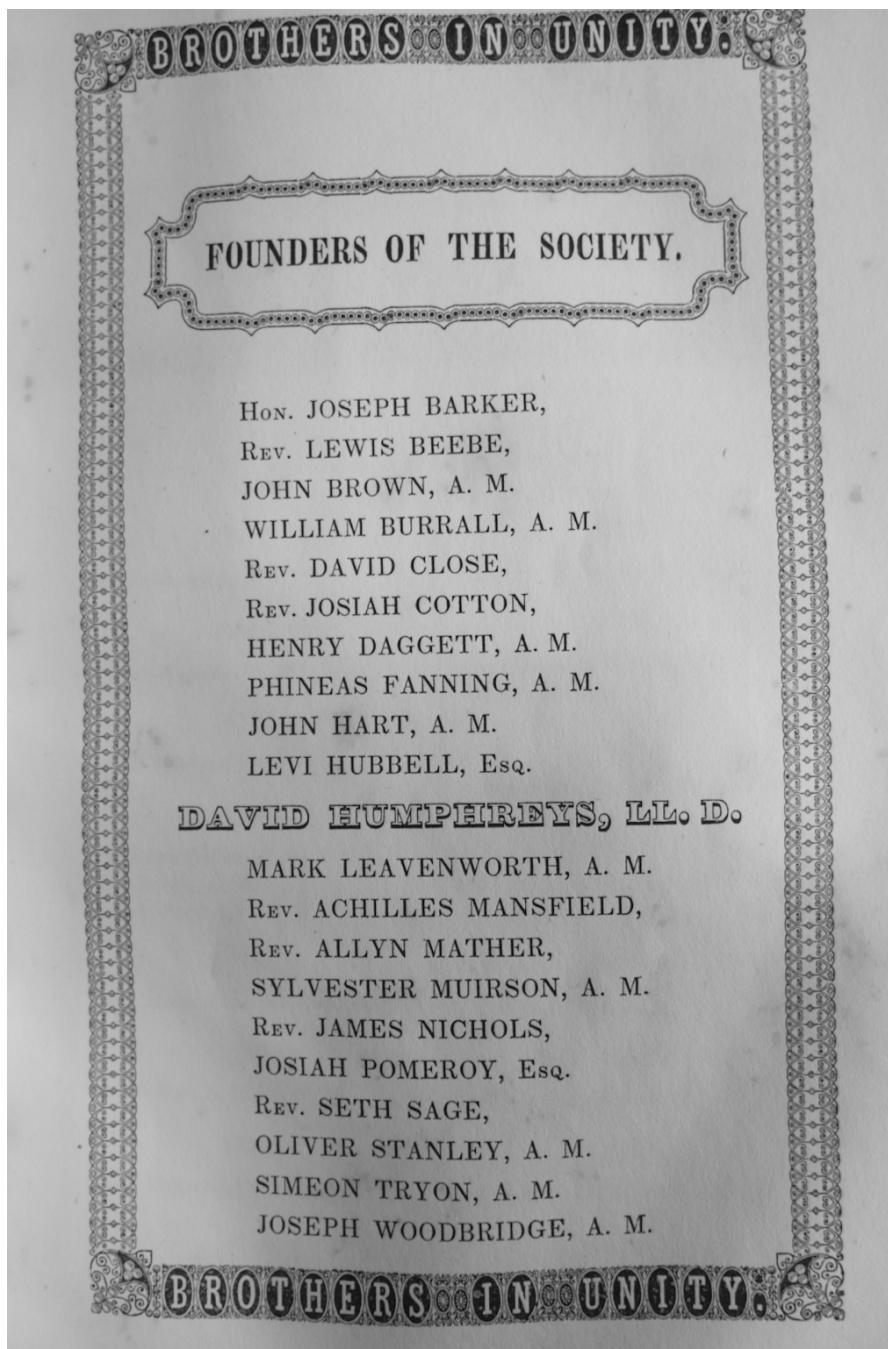 BROTHERS IN UNITY.
FOUNDERS OF THE SOCIETY.
HON. JOSEPH BARKER,
REV. LEWIS BEEBE,
JOHN BROWN, A. M.
WILLIAM BURRALL, A. M.
REV. DAVID CLOSE,
REV. JOSIAH COTTON,
HENRY DAGGETT, A. M.
PHINEAS FANNING, A. M.
JOHN HART, A. M.
LEVI HUBBELL, ESQ.
DAVID HUMPHREYS, LL. D.
MARK LEAVENWORTH, A. M.
REV. ACHILLES MANSFIELD,
REV. ALLYN MATHER,
SYLVESTER MUIRSON, A. M.
REV. JAMES NICHOLS,
JOSIAH POMEROY, ESQ.
REV. SETH SAGE,
OLIVER STANLEY, A. M.
SIMEON TRYON, A. M.
JOSEPH WOODBRIDGE, A. M.
BROTHERS IN UNITY.